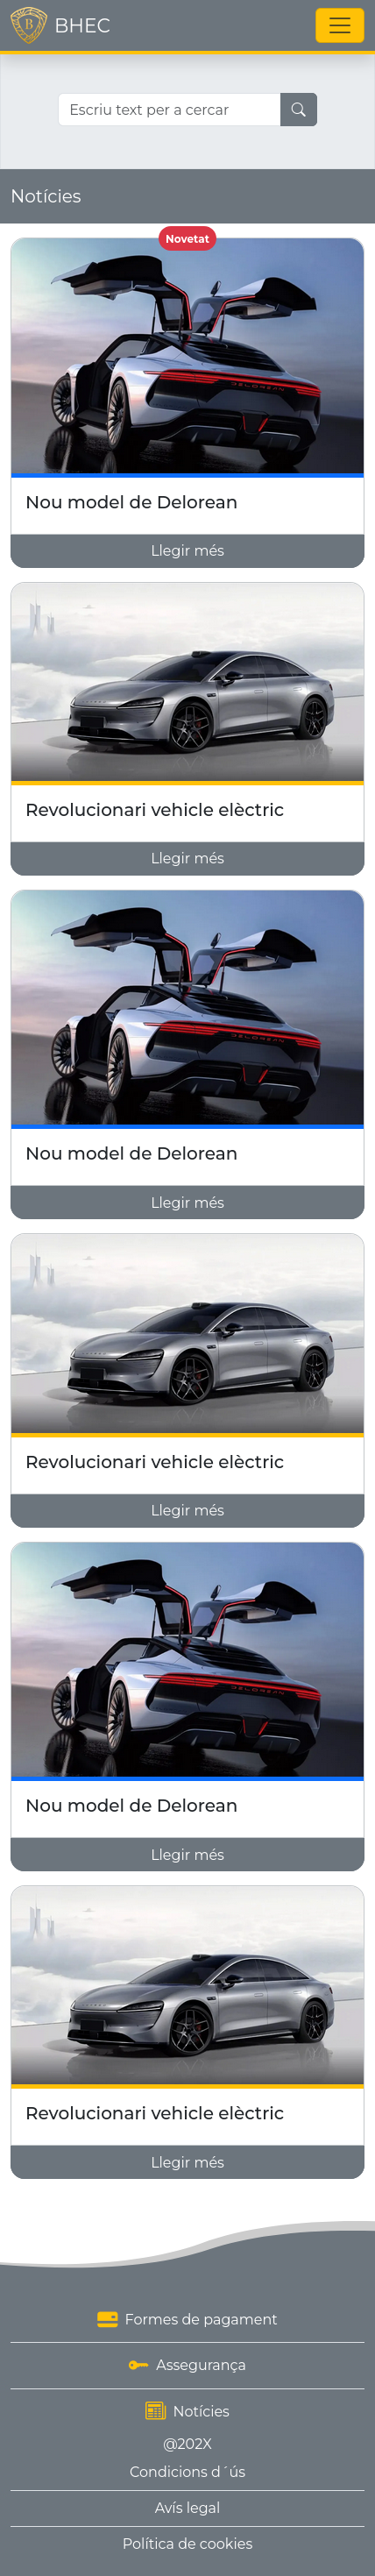 BHEC
Escriu text per a cercar
Notícies
Novetat
Nou model de Delorean
Llegir més
Revolucionari vehicle elèctric
Llegir més
Nou model de Delorean
Llegir més
Revolucionari vehicle elèctric
Llegir més
Nou model de Delorean
Llegir més
Revolucionari vehicle elèctric
Llegir més
Formes de pagament
Assegurança
Notícies
@202X
Condicions d´ús
Avís legal
Política de cookies